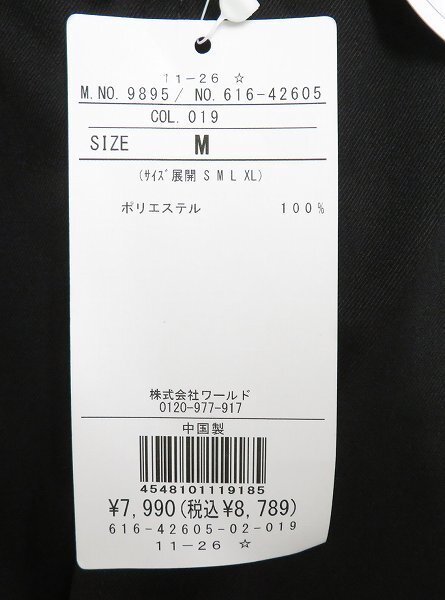 11-26 ☆
M.NO.9895/ NO.616-42605
COL.019
SIZE M
(ｻｲｽﾞ展開 S M L XL)
ポリエステル 100%
株式会社ワールド
0120-977-917
中国製
4548101119185
¥7,990(税込¥8,789)
616-42605-02-019
11-26 ☆